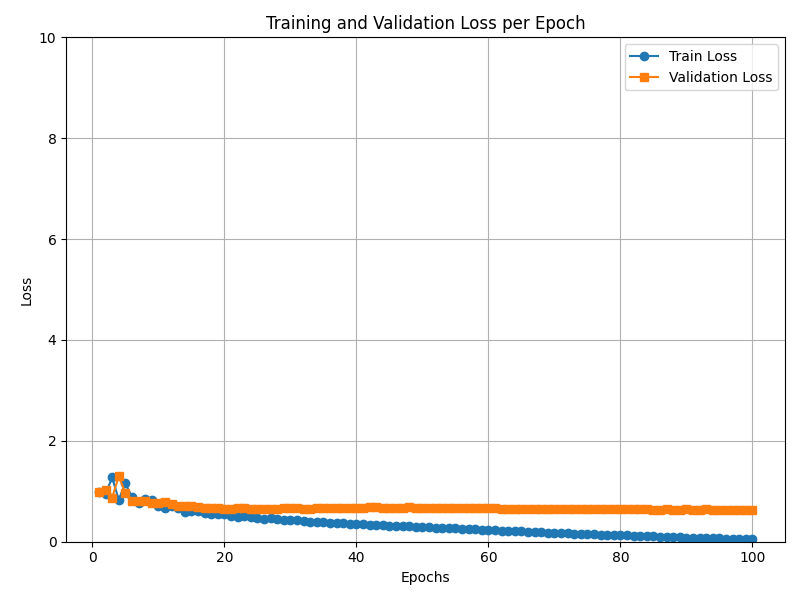 Training and Validation Loss per Epoch
Train Loss
Validation Loss
10
8
6
4
2
0
Loss
0 20 40 60 80 100
Epochs